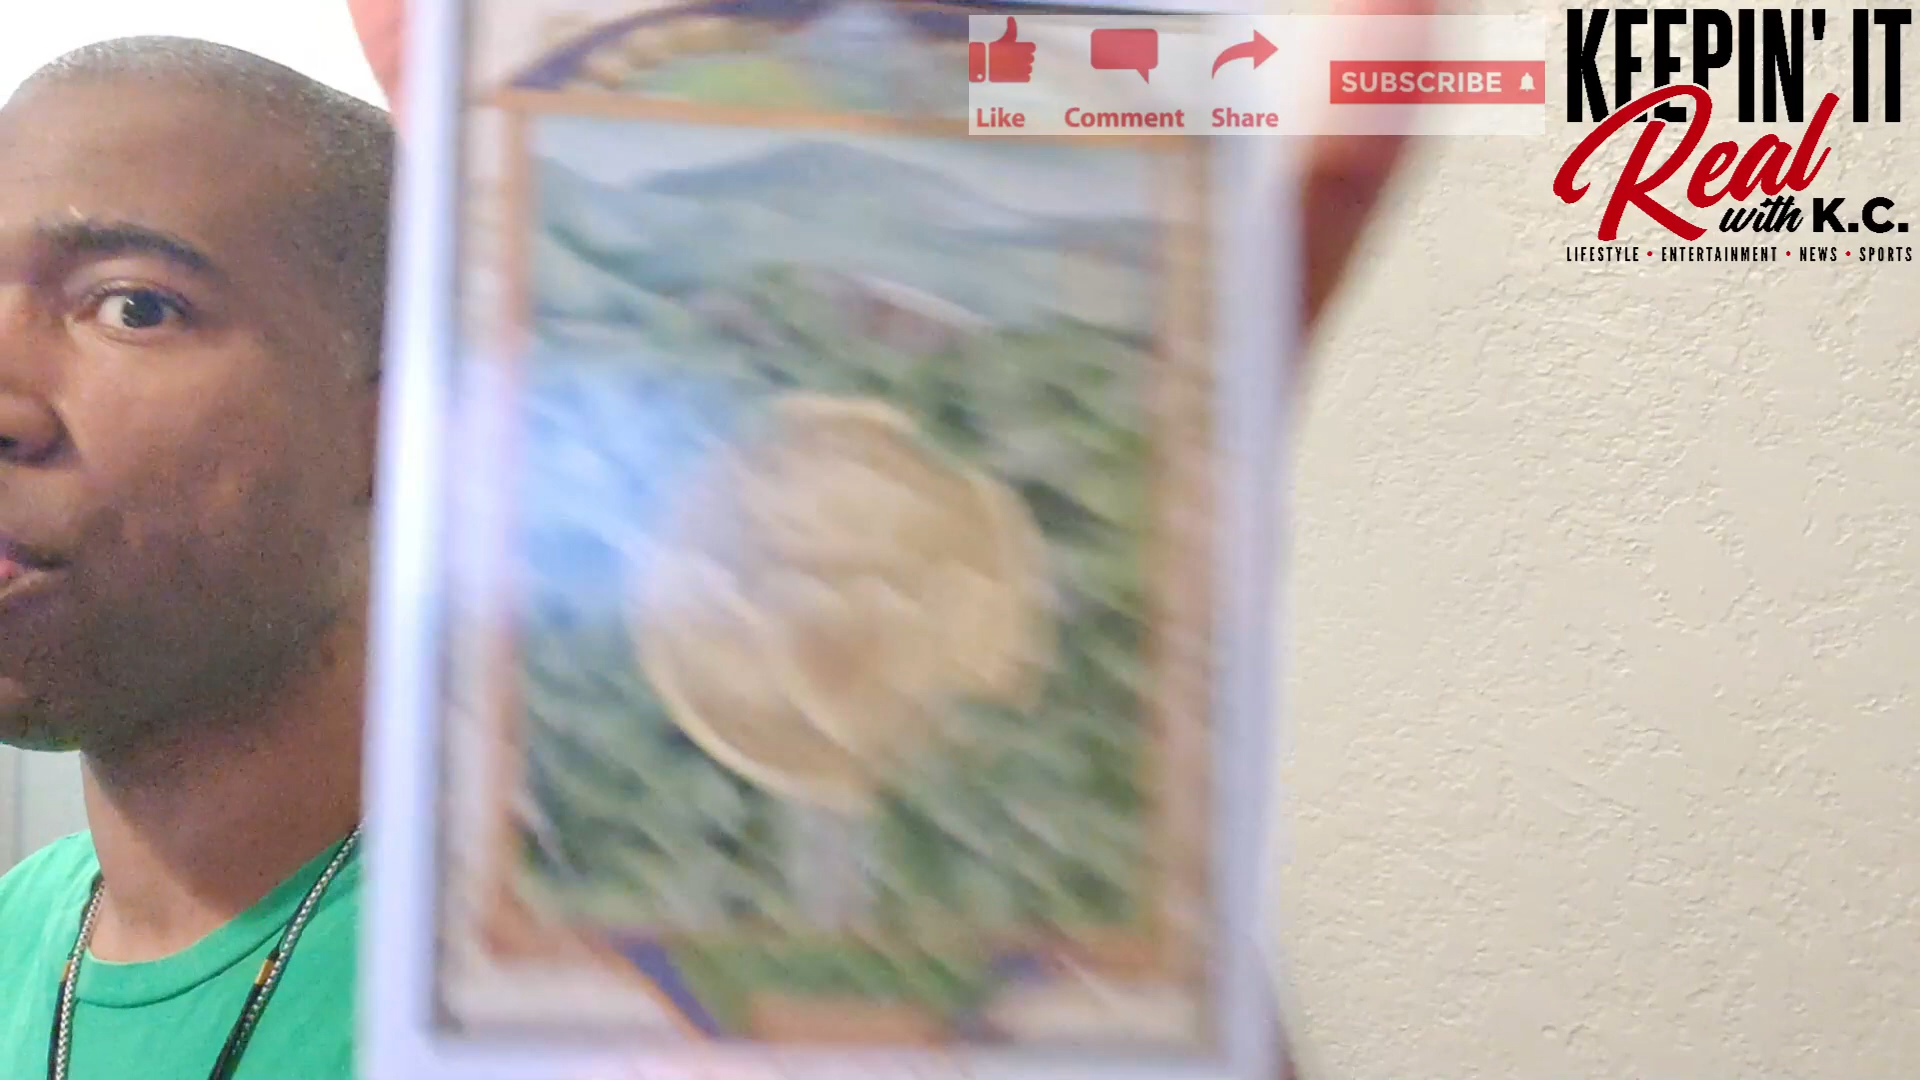 Like Comment Share
SUBSCRIBE
KEEPIN' IT
Real
with K.C.
LIFESTYLE • ENTERTAINMENT • NEWS • SPORTS